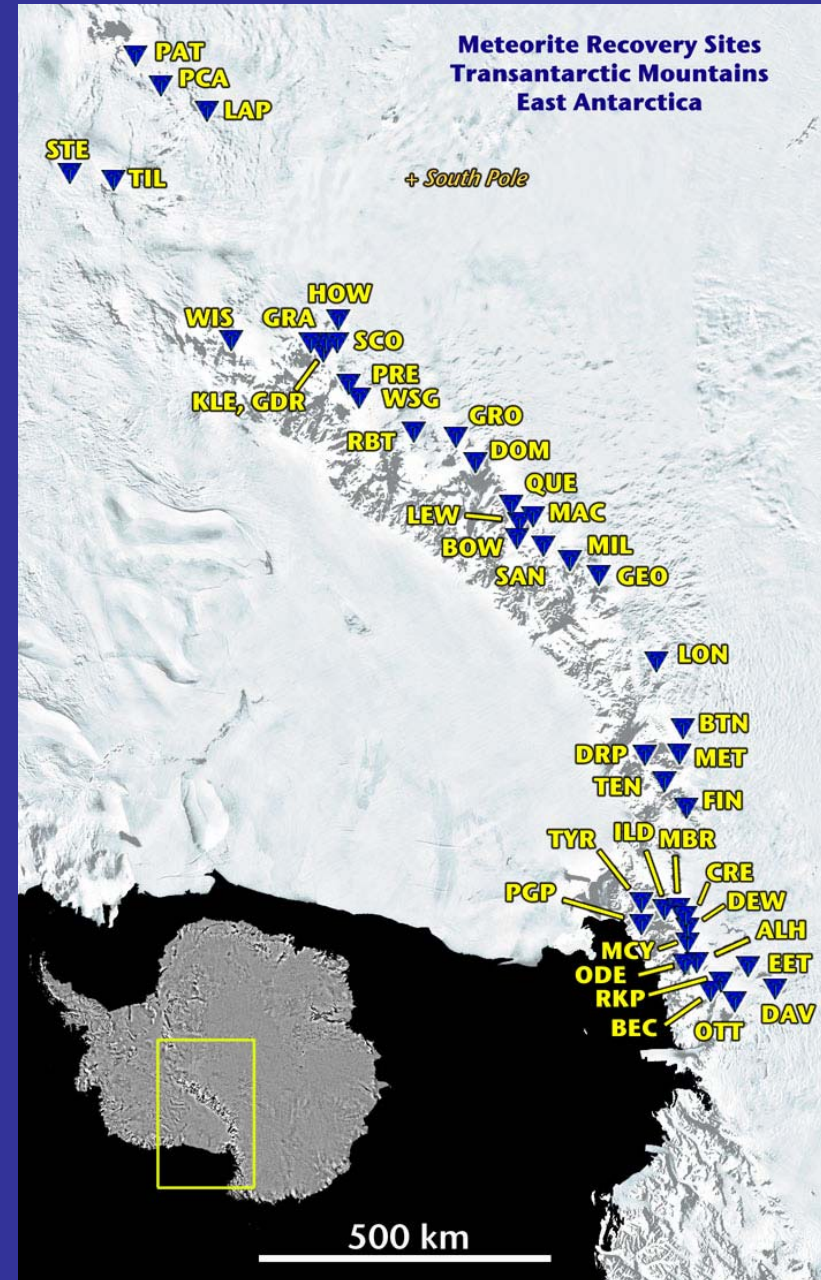 Meteorite Recovery Sites
Transantarctic Mountains
East Antarctica
PAT
PCA
LAP
STE
TIL
+ South Pole
HOW
WIS
GRA
SCO
KLE, GDR
PRE
WSG
RBT
GRO
DOM
QUE
LEW
MAC
BOW
MIL
SAN
GEO
LON
BTN
DRP
MET
TEN
FIN
TYR
ILD
MBR
CRE
PGP
DEW
ALH
MCY
EET
ODE
RKP
DAV
BEC
OTT
500 km